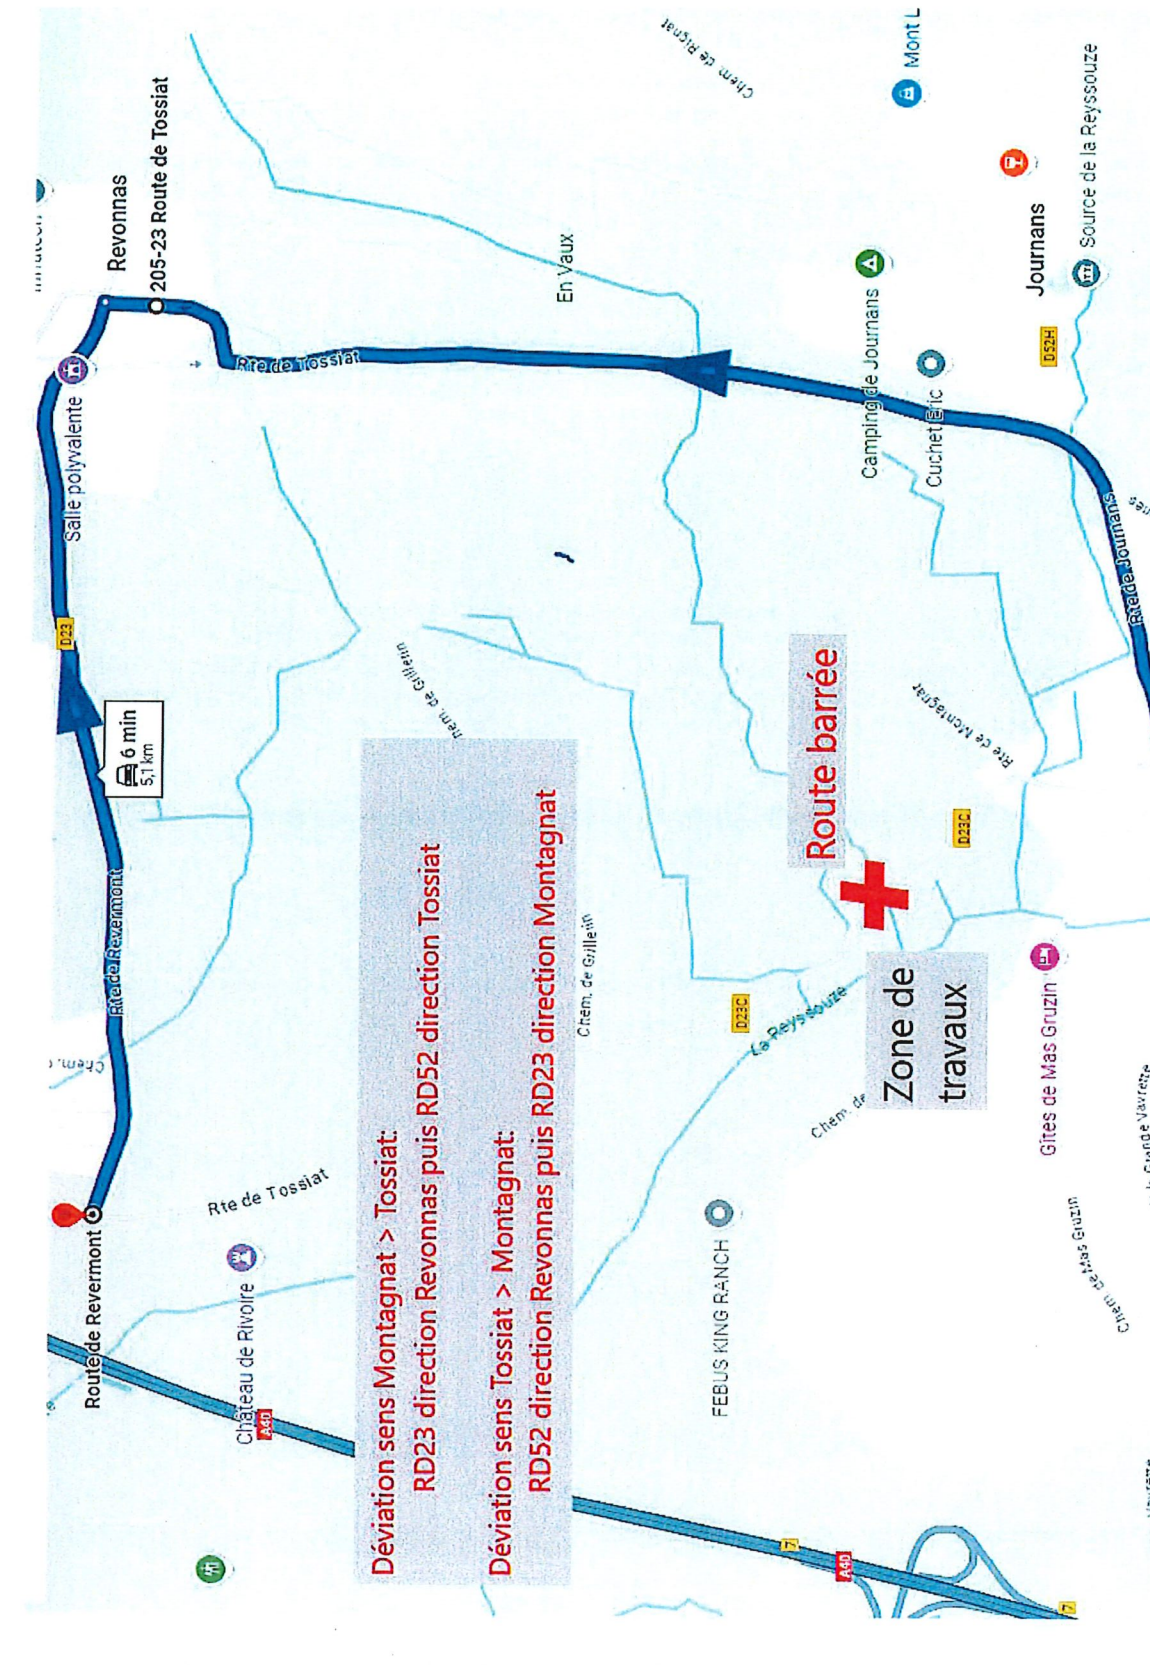 Route de Revermont
Rte de Revermont
D23
6 min
5,1 km
Salle polyvalente
Revonnas
205-23 Route de Tossiat
Rte de Tossiat
Château de Rivoire
A40
Rte de Tossiat
Déviation sens Montagnat > Tossiat:
RD23 direction Revonnas puis RD52 direction Tossiat
Déviation sens Tossiat > Montagnat:
RD52 direction Revonnas puis RD23 direction Montagnat
Chem. de Grillerin
En Vaux
Chem. de Rignat
FEBUS KING RANCH
D23C
La Reyssouze
Chem. de
Route barrée
Zone de
travaux
7
A40
7
D23C
Rte de Montagnat
Camping de Journans
Cuchet Eric
Mont L
Journans
D52H
Source de la Reyssouze
Rte de Journans
Gîtes de Mas Gruzin
Chem. de Mas Gruzin